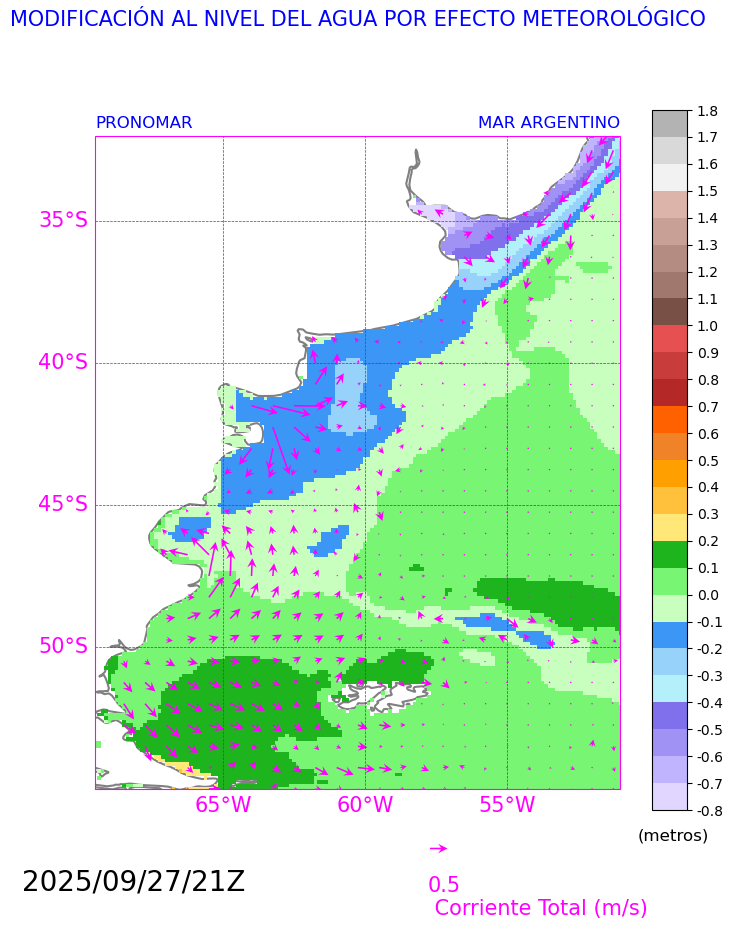 MODIFICACIÓN AL NIVEL DEL AGUA POR EFECTO METEOROLÓGICO
PRONOMAR MAR ARGENTINO
35°S
40°S
45°S
50°S
65°W 60°W 55°W
1.8
1.7
1.6
1.5
1.4
1.3
1.2
1.1
1.0
0.9
0.8
0.7
0.6
0.5
0.4
0.3
0.2
0.1
0.0
-0.1
-0.2
-0.3
-0.4
-0.5
-0.6
-0.7
-0.8
(metros)
2025/09/27/21Z
0.5
Corriente Total (m/s)